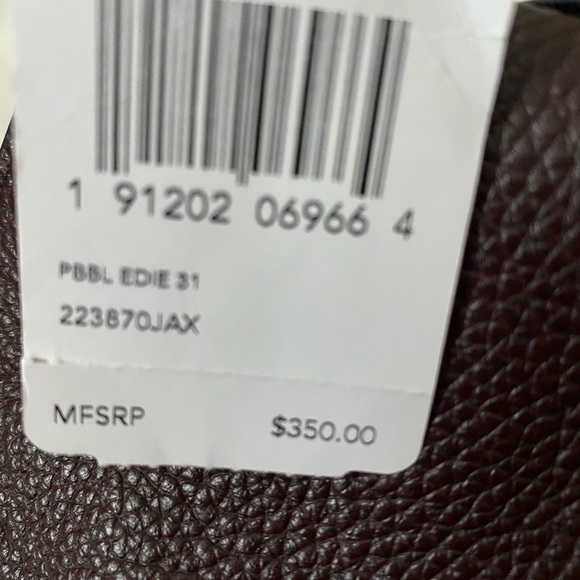 1 91202 06966 4
PBBL EDIE 31
223870JAX
MFSRP $350.00